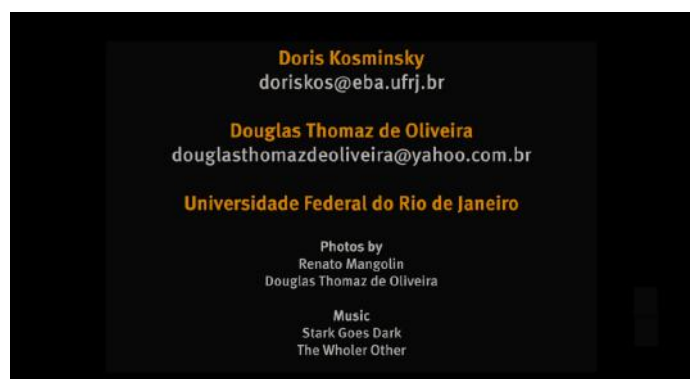 Doris Kosminsky
doriskos@eba.ufrj.br
Douglas Thomaz de Oliveira
douglasthomazdeoliveira@yahoo.com.br
Universidade Federal do Rio de Janeiro
Photos by
Renato Mangolin
Douglas Thomaz de Oliveira
Music
Stark Goes Dark
The Wholer Other